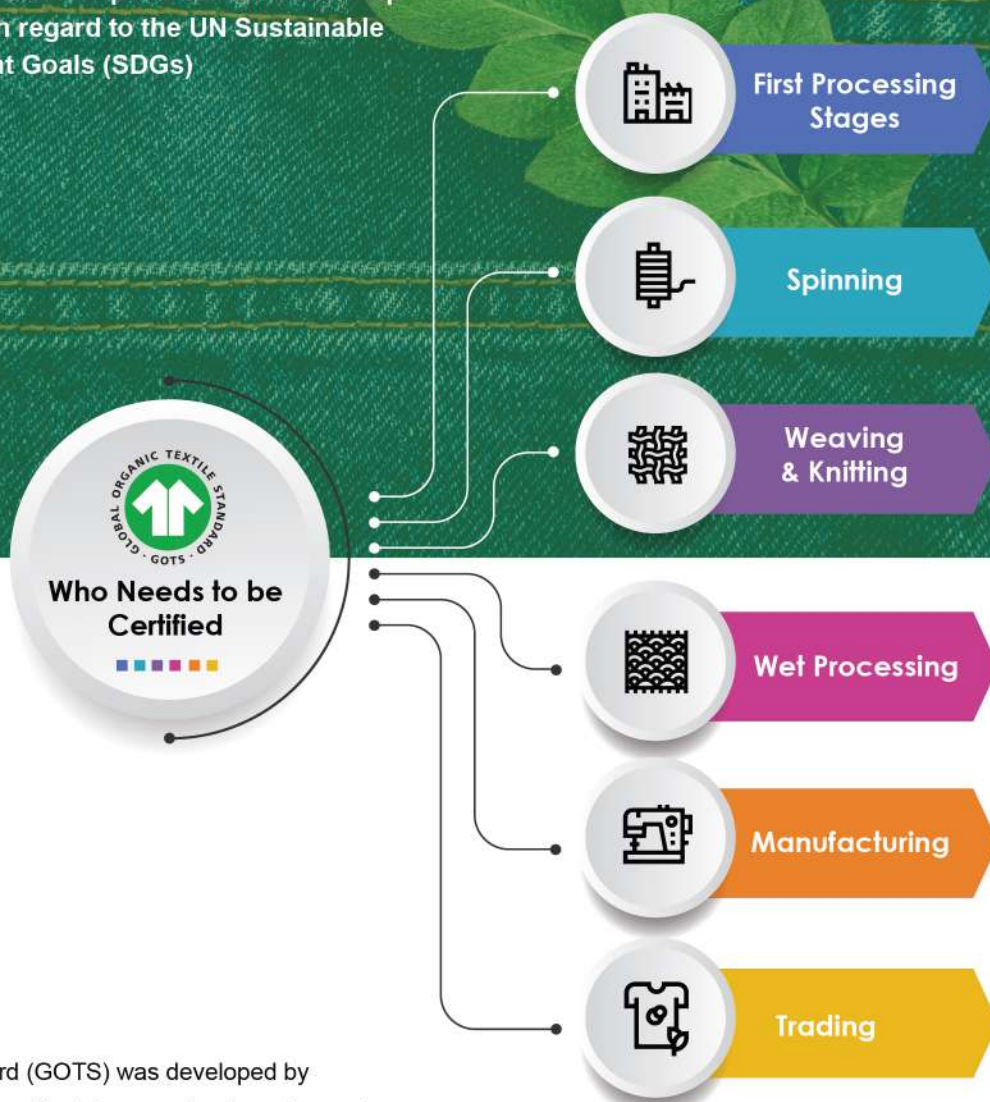 n regard to the UN Sustainable
nt Goals (SDGs)
First Processing
Stages
Spinning
Weaving
& Knitting
GLOBAL ORGANIC TEXTILE STANDARD · GOTS ·
Who Needs to be
Certified
Wet Processing
Manufacturing
Trading
rd (GOTS) was developed by